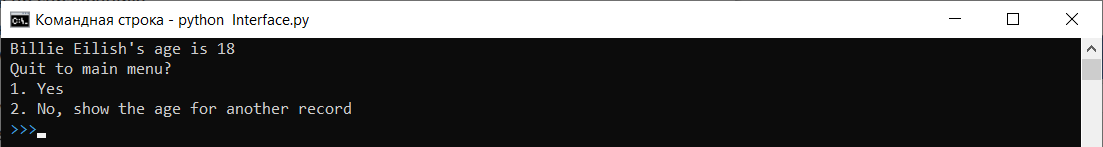 Командная строка - python  Interface.py
Billie Eilish's age is 18
Quit to main menu?
1. Yes
2. No, show the age for another record
>>>